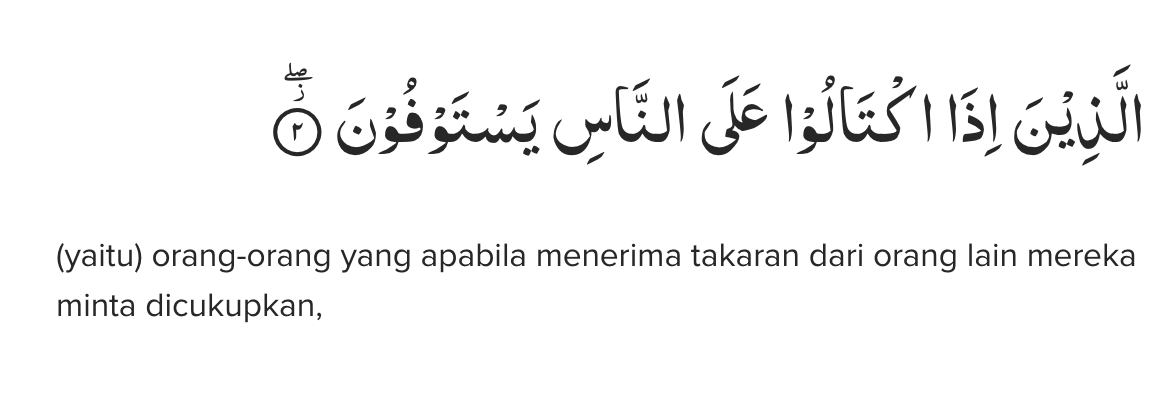 الَّذِيْنَ اِذَا اكْتَالُوْا عَلَى النَّاسِ يَسْتَوْفُوْنَۖ ز ٢
(yaitu) orang-orang yang apabila menerima takaran dari orang lain mereka
minta dicukupkan,